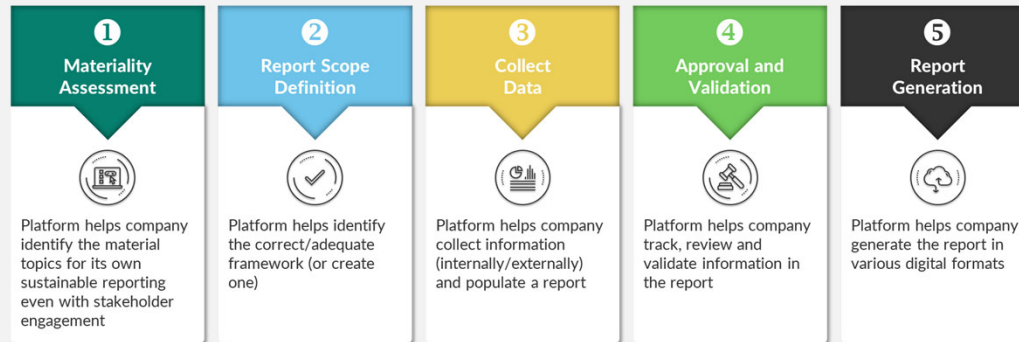 1
Materiality
Assessment
Platform helps company
identify the material
topics for its own
sustainable reporting
even with stakeholder
engagement
2
Report Scope
Definition
Platform helps identify
the correct/adequate
framework (or create
one)
3
Collect
Data
Platform helps company
collect information
(internally/externally)
and populate a report
4
Approval and
Validation
Platform helps company
track, review and
validate information in
the report
5
Report
Generation
Platform helps company
generate the report in
various digital formats